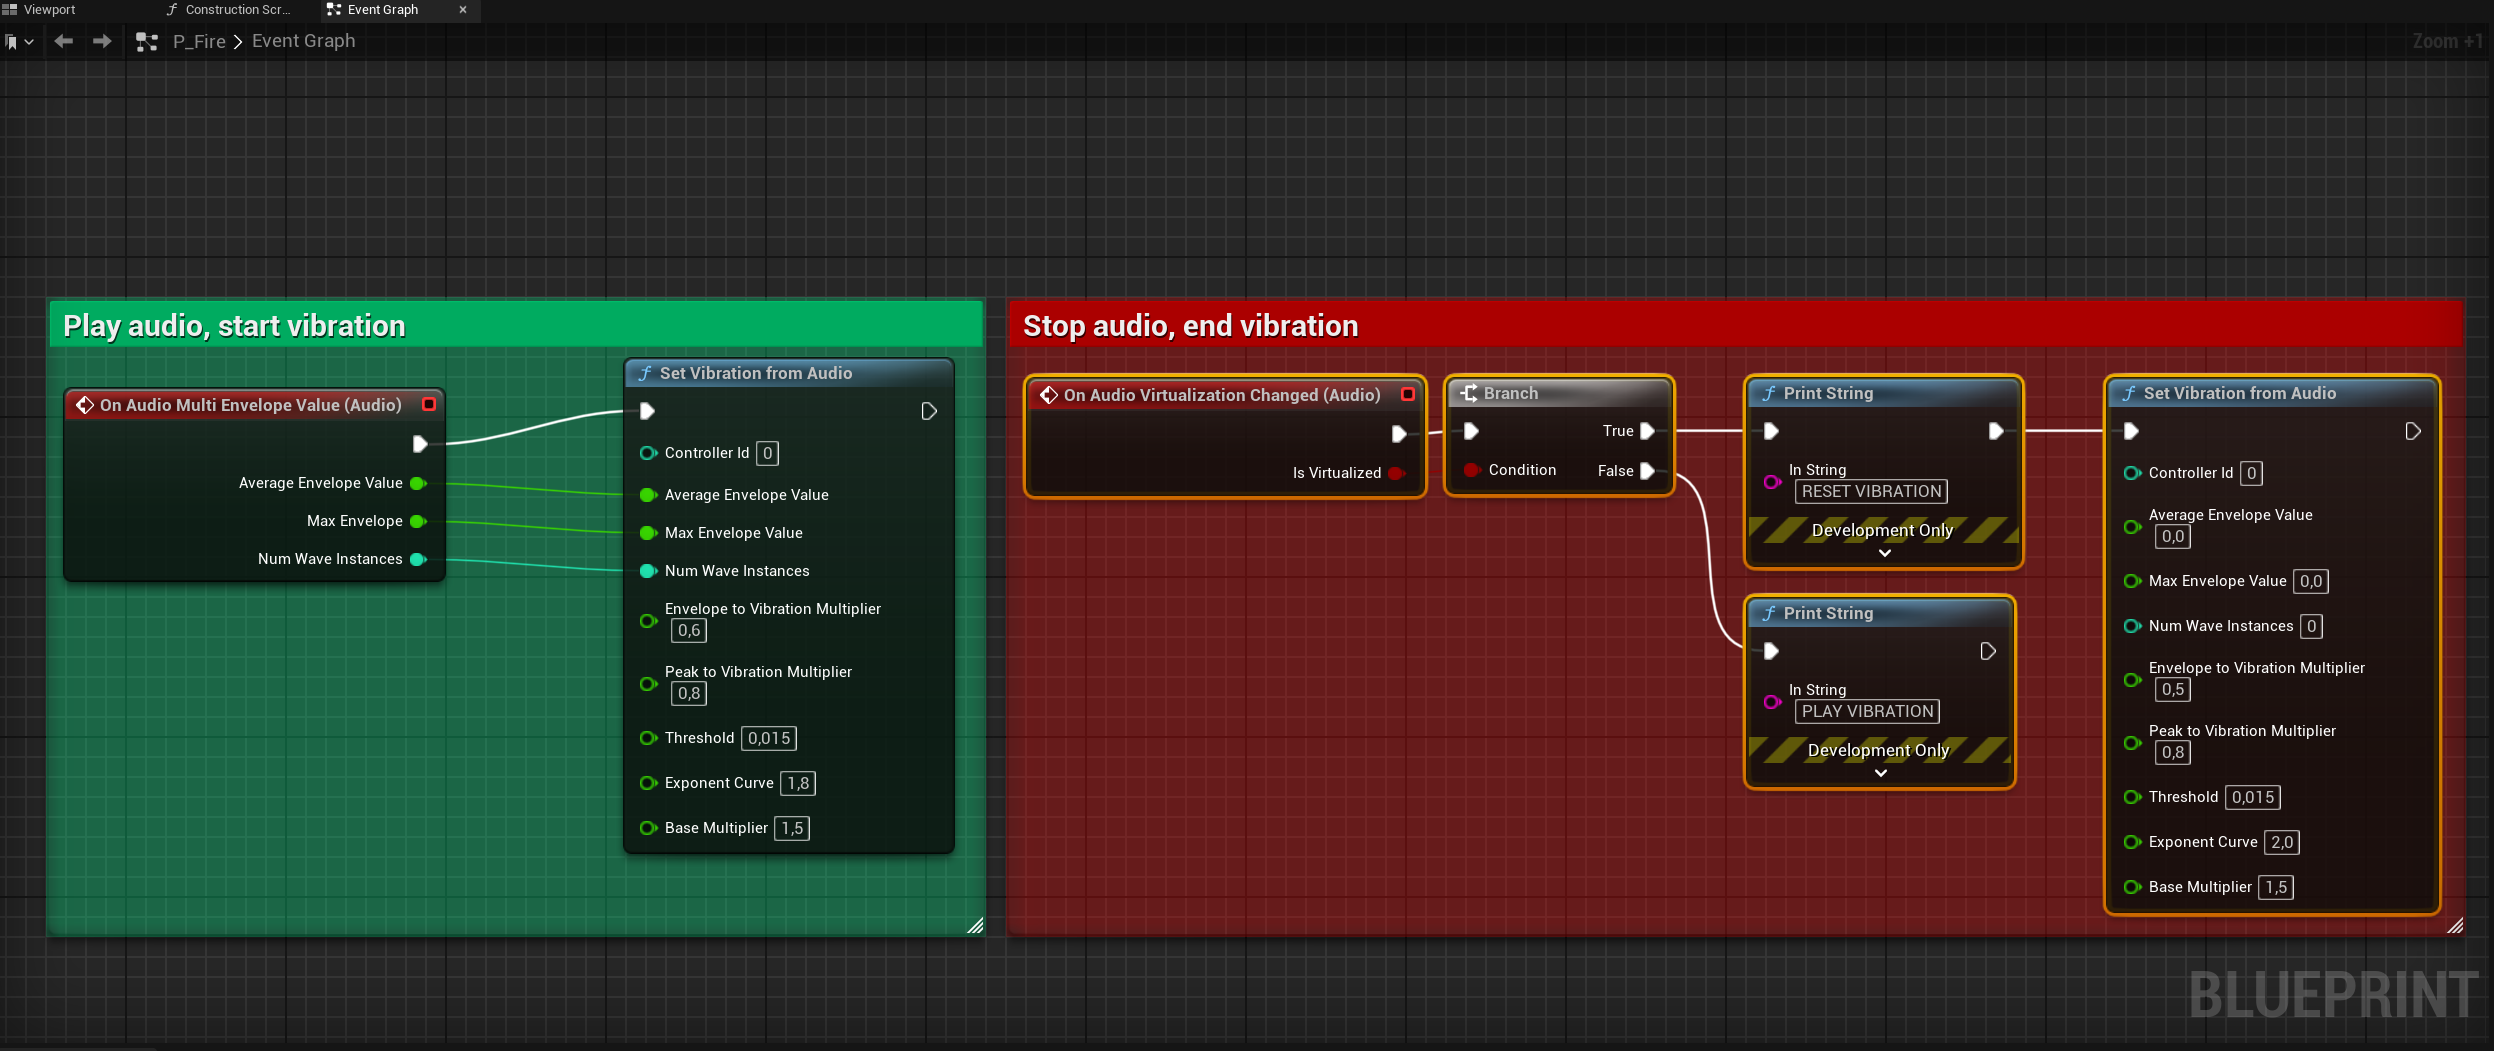 Viewport
Construction Scr...
Event Graph
P_Fire > Event Graph
Zoom +1
Play audio, start vibration
On Audio Multi Envelope Value (Audio)
Average Envelope Value
Max Envelope
Num Wave Instances
Set Vibration from Audio
Controller Id 0
Average Envelope Value
Max Envelope Value
Num Wave Instances
Envelope to Vibration Multiplier
0,6
Peak to Vibration Multiplier
0,8
Threshold 0,015
Exponent Curve 1,8
Base Multiplier 1,5
Stop audio, end vibration
On Audio Virtualization Changed (Audio)
Is Virtualized
Branch
True
Condition
False
Print String
In String
RESET VIBRATION
Development Only
Print String
In String
PLAY VIBRATION
Development Only
Set Vibration from Audio
Controller Id 0
Average Envelope Value
0,0
Max Envelope Value 0,0
Num Wave Instances 0
Envelope to Vibration Multiplier
0,5
Peak to Vibration Multiplier
0,8
Threshold 0,015
Exponent Curve 2,0
Base Multiplier 1,5
BLUEPRINT